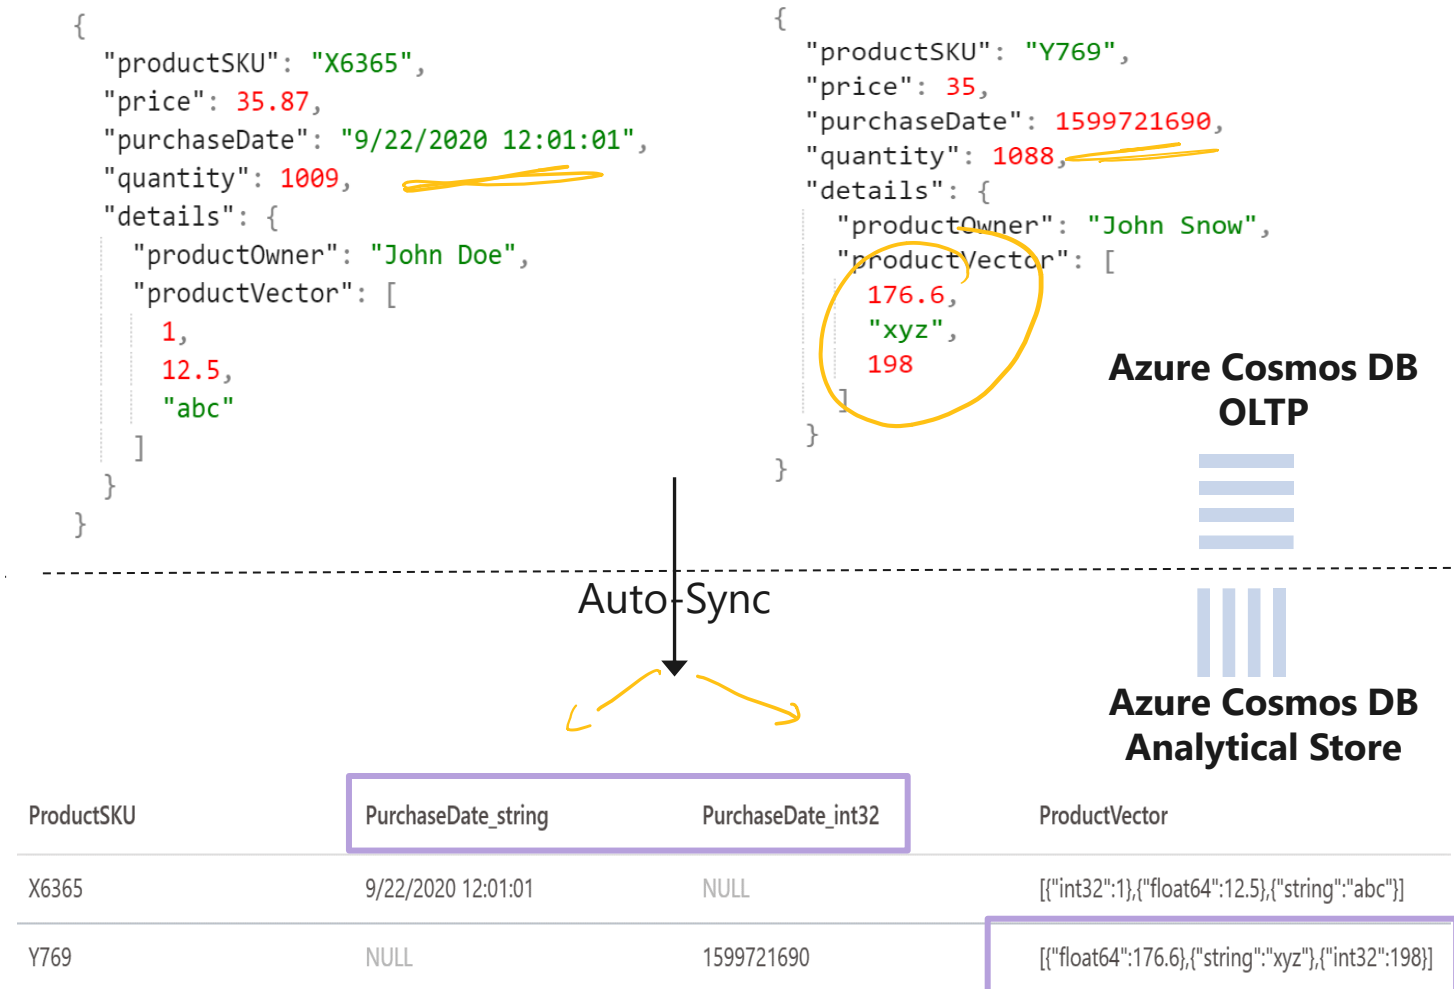 {
"productSKU": "X6365",
"price": 35.87,
"purchaseDate": "9/22/2020 12:01:01",
"quantity": 1009,
"details": {
"productOwner": "John Doe",
"productVector": [
1,
12.5,
"abc"
]
}
}
{
"productSKU": "Y769",
"price": 35,
"purchaseDate": 1599721690,
"quantity": 1088,
"details": {
"productOwner": "John Snow",
"productVector": [
176.6,
"xyz",
198
]
}
}
Azure Cosmos DB
OLTP
Auto-Sync
Azure Cosmos DB
Analytical Store
ProductSKU PurchaseDate_string PurchaseDate_int32 ProductVector
X6365 9/22/2020 12:01:01 NULL [{"int32":1},{"float64":12.5},{"string":"abc"}]
Y769 NULL 1599721690 [{"float64":176.6},{"string":"xyz"},{"int32":198}]